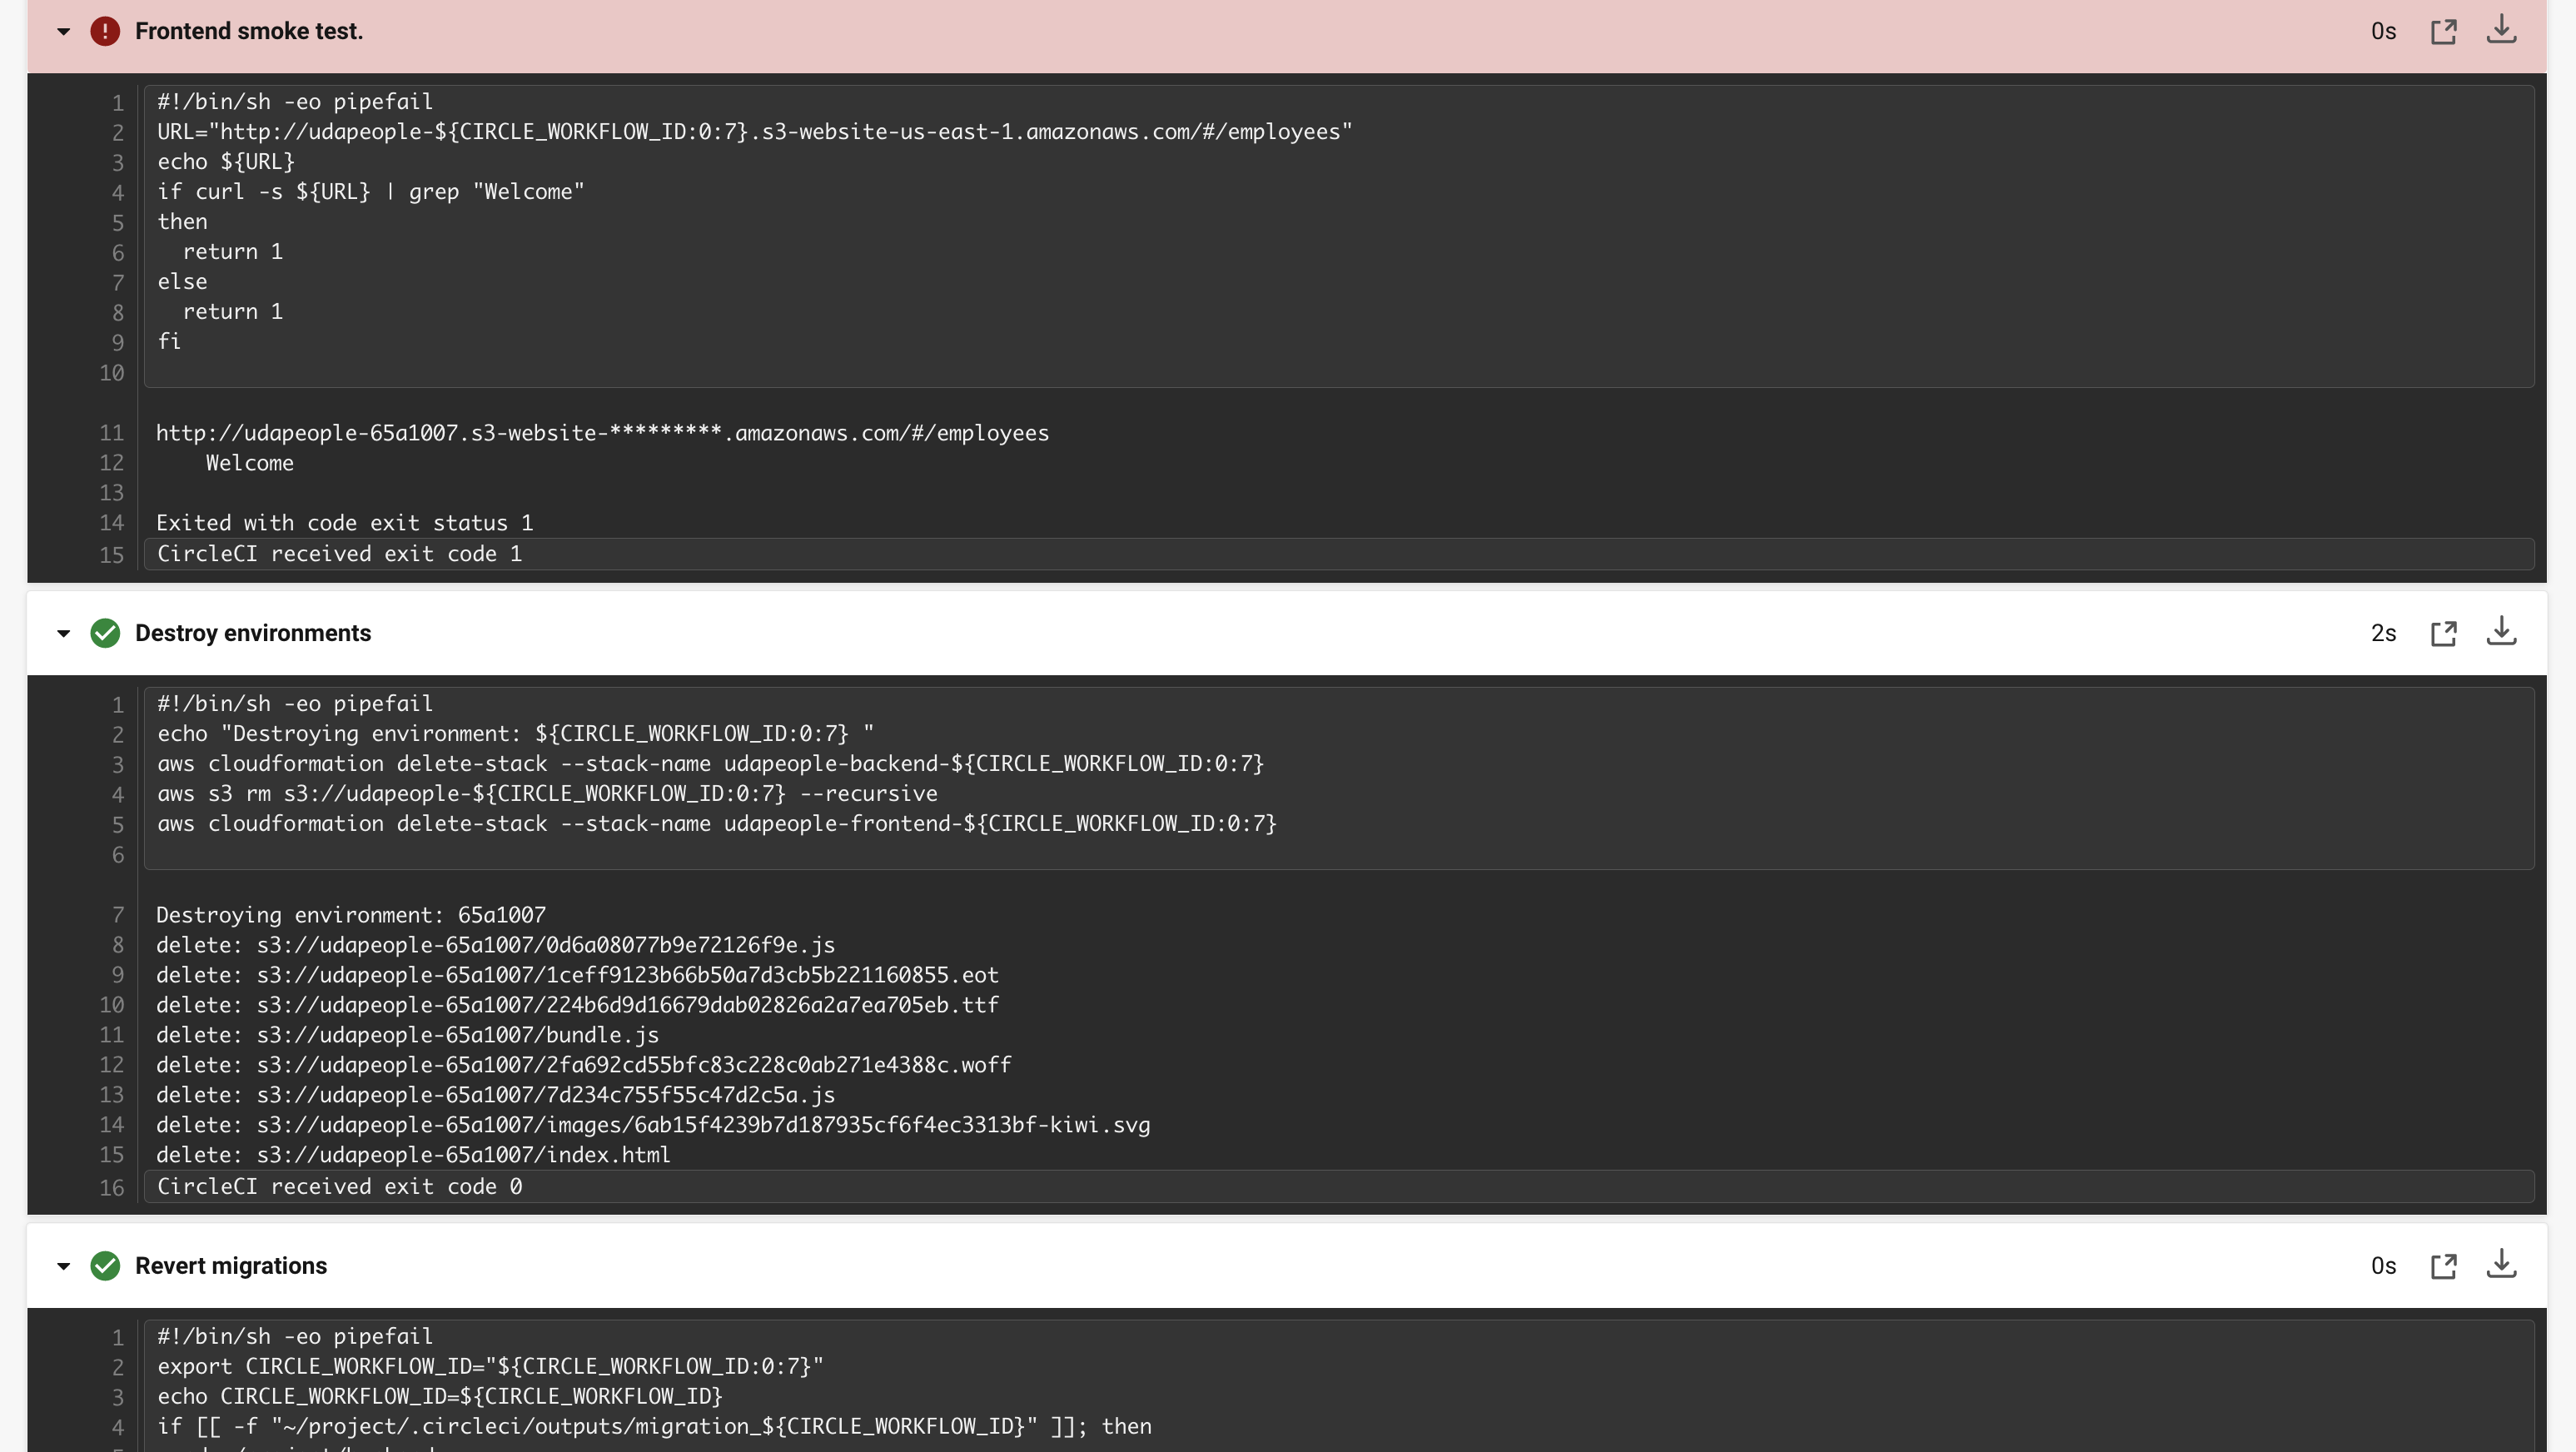 Frontend smoke test.
0s
1 #!/bin/sh -eo pipefail
2 URL="http://udapeople-${CIRCLE_WORKFLOW_ID:0:7}.s3-website-us-east-1.amazonaws.com/#/employees"
3 echo ${URL}
4 if curl -s ${URL} | grep "Welcome"
5 then
6   return 1
7 else
8   return 1
9 fi
10
11 http://udapeople-65a1007.s3-website-*********.amazonaws.com/#/employees
12     Welcome
13
14 Exited with code exit status 1
15 CircleCI received exit code 1
Destroy environments
2s
1 #!/bin/sh -eo pipefail
2 echo "Destroying environment: ${CIRCLE_WORKFLOW_ID:0:7} "
3 aws cloudformation delete-stack --stack-name udapeople-backend-${CIRCLE_WORKFLOW_ID:0:7}
4 aws s3 rm s3://udapeople-${CIRCLE_WORKFLOW_ID:0:7} --recursive
5 aws cloudformation delete-stack --stack-name udapeople-frontend-${CIRCLE_WORKFLOW_ID:0:7}
6
7 Destroying environment: 65a1007
8 delete: s3://udapeople-65a1007/0d6a08077b9e72126f9e.js
9 delete: s3://udapeople-65a1007/1ceff9123b66b50a7d3cb5b221160855.eot
10 delete: s3://udapeople-65a1007/224b6d9d16679dab02826a2a7ea705eb.ttf
11 delete: s3://udapeople-65a1007/bundle.js
12 delete: s3://udapeople-65a1007/2fa692cd55bfc83c228c0ab271e4388c.woff
13 delete: s3://udapeople-65a1007/7d234c755f55c47d2c5a.js
14 delete: s3://udapeople-65a1007/images/6ab15f4239b7d187935cf6f4ec3313bf-kiwi.svg
15 delete: s3://udapeople-65a1007/index.html
16 CircleCI received exit code 0
Revert migrations
0s
1 #!/bin/sh -eo pipefail
2 export CIRCLE_WORKFLOW_ID="${CIRCLE_WORKFLOW_ID:0:7}"
3 echo CIRCLE_WORKFLOW_ID=${CIRCLE_WORKFLOW_ID}
4 if [[ -f "~/project/.circleci/outputs/migration_${CIRCLE_WORKFLOW_ID}" ]]; then